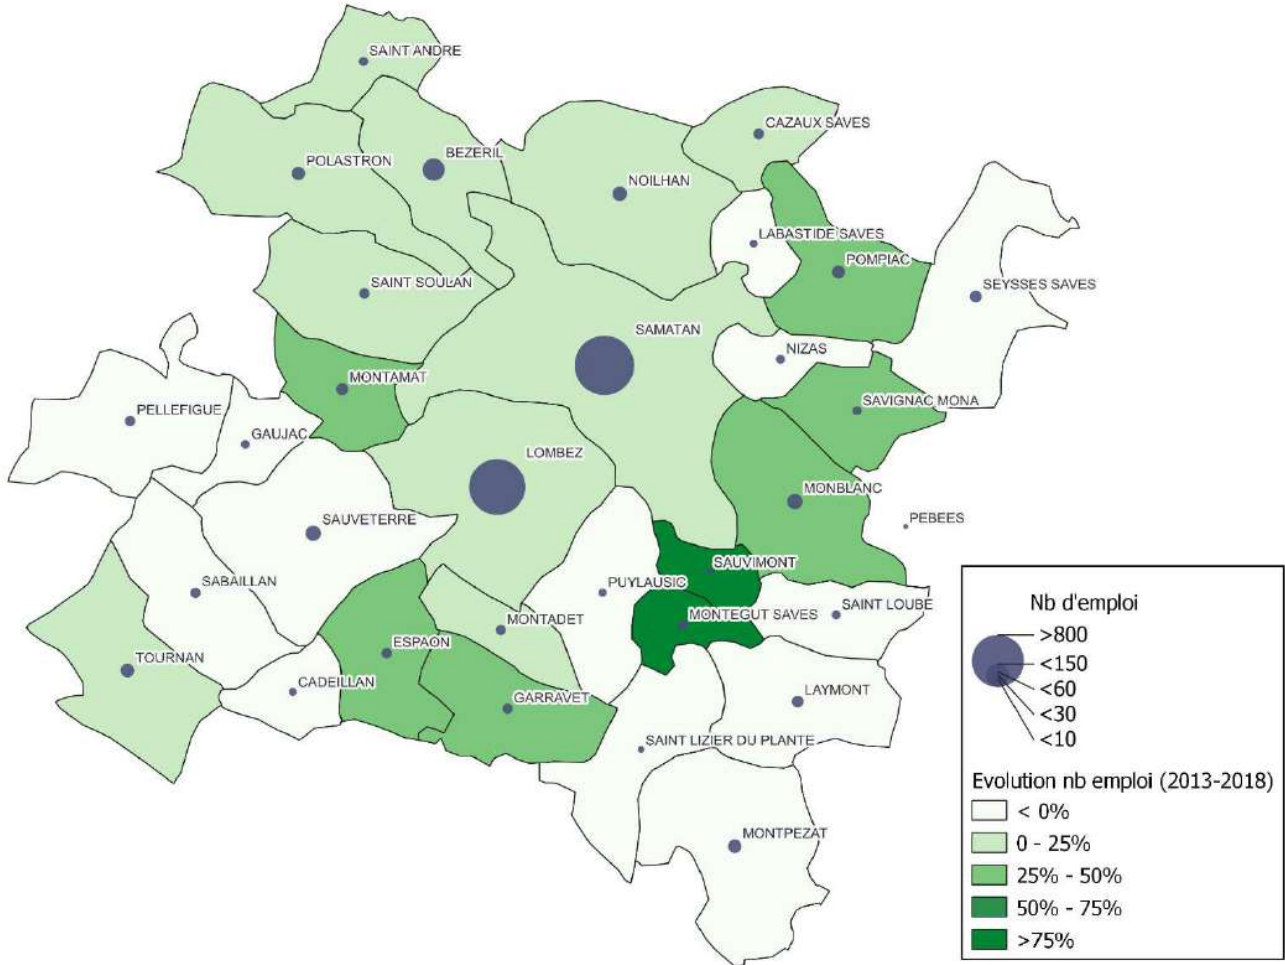 SAINT ANDRE
CAZAUX SAVES
BEZERIL
POLASTRON
NOILHAN
LABASTIDE SAVES
POMPIAC
SAINT SOULAN
SEYSSES SAVES
SAMATAN
NIZAS
MONTAMAT
SAVIGNAC MONA
PELLEFIGUE
GAUJAC
LOMBEZ
MONBLANC
SAUVETERRE
PEBEES
SAUVIMONT
SABAILLAN
PUYLAUSIC
SAINT LOUBE
MONTEGUT SAVES
MONTADET
ESPAON
TOURNAN
CADEILLAN
GARRAVET
LAYMONT
SAINT LIZIER DU PLANTE
MONTPEZAT
Nb d'emploi
>800
<150
<60
<30
<10
Evolution nb emploi (2013-2018)
< 0%
0 - 25%
25% - 50%
50% - 75%
>75%